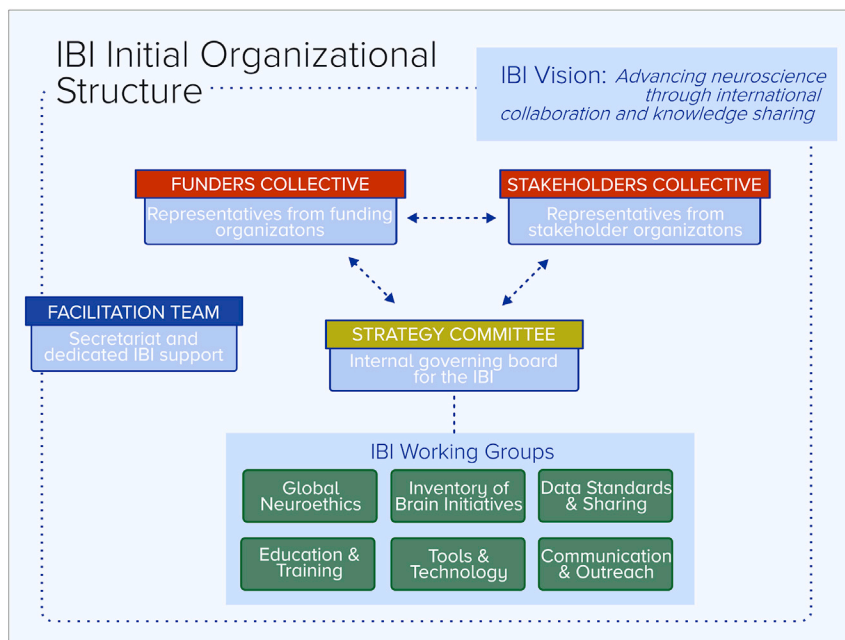 IBI Initial Organizational
Structure
IBI Vision: Advancing neuroscience
through international
collaboration and knowledge sharing
FUNDERS COLLECTIVE
Representatives from funding
organizatons
STAKEHOLDERS COLLECTIVE
Representatives from
stakeholder organizatons
FACILITATION TEAM
Secretariat and
dedicated IBI support
STRATEGY COMMITTEE
Internal governing board
for the IBI
IBI Working Groups
Global
Neuroethics
Inventory of
Brain Initiatives
Data Standards
& Sharing
Education &
Training
Tools &
Technology
Communication
& Outreach